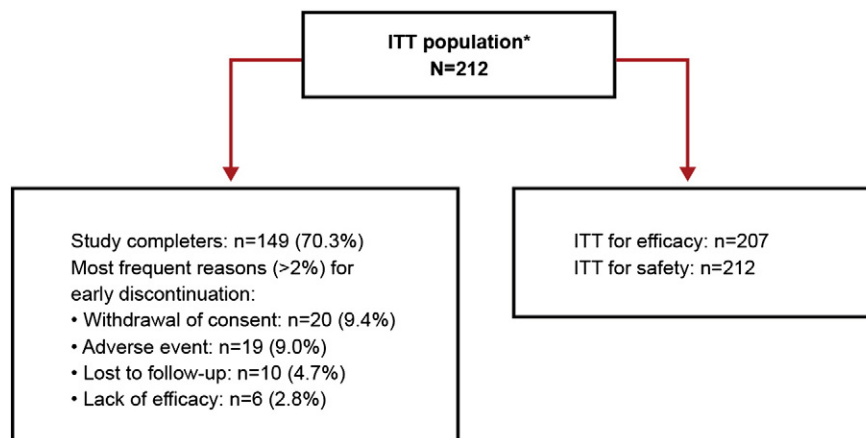 ITT population*
N=212
Study completers: n=149 (70.3%)
Most frequent reasons (>2%) for
early discontinuation:
• Withdrawal of consent: n=20 (9.4%)
• Adverse event: n=19 (9.0%)
• Lost to follow-up: n=10 (4.7%)
• Lack of efficacy: n=6 (2.8%)
ITT for efficacy: n=207
ITT for safety: n=212